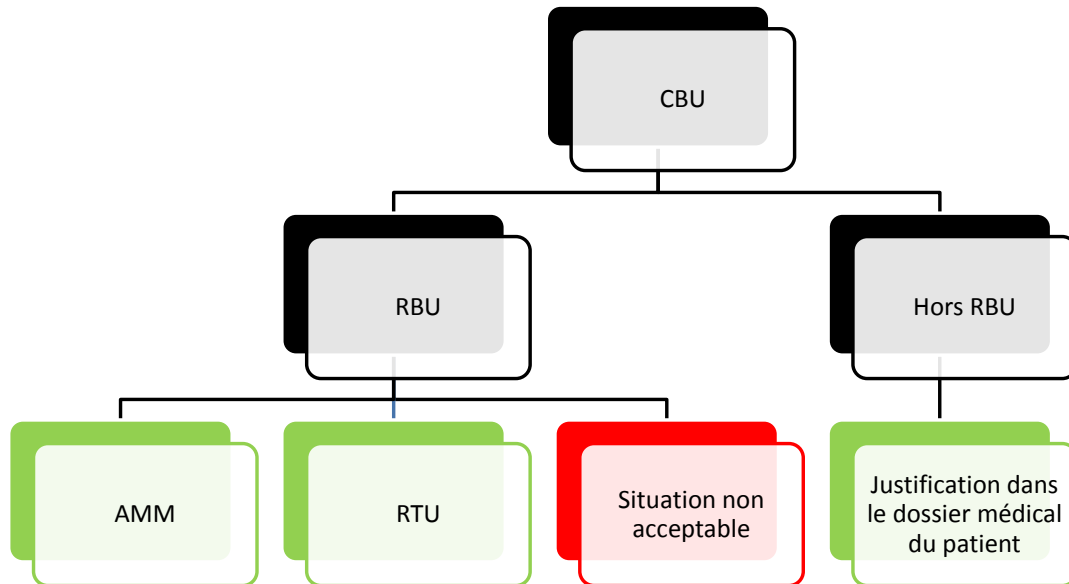 CBU
RBU
Hors RBU
AMM
RTU
Situation non
acceptable
Justification dans
le dossier médical
du patient